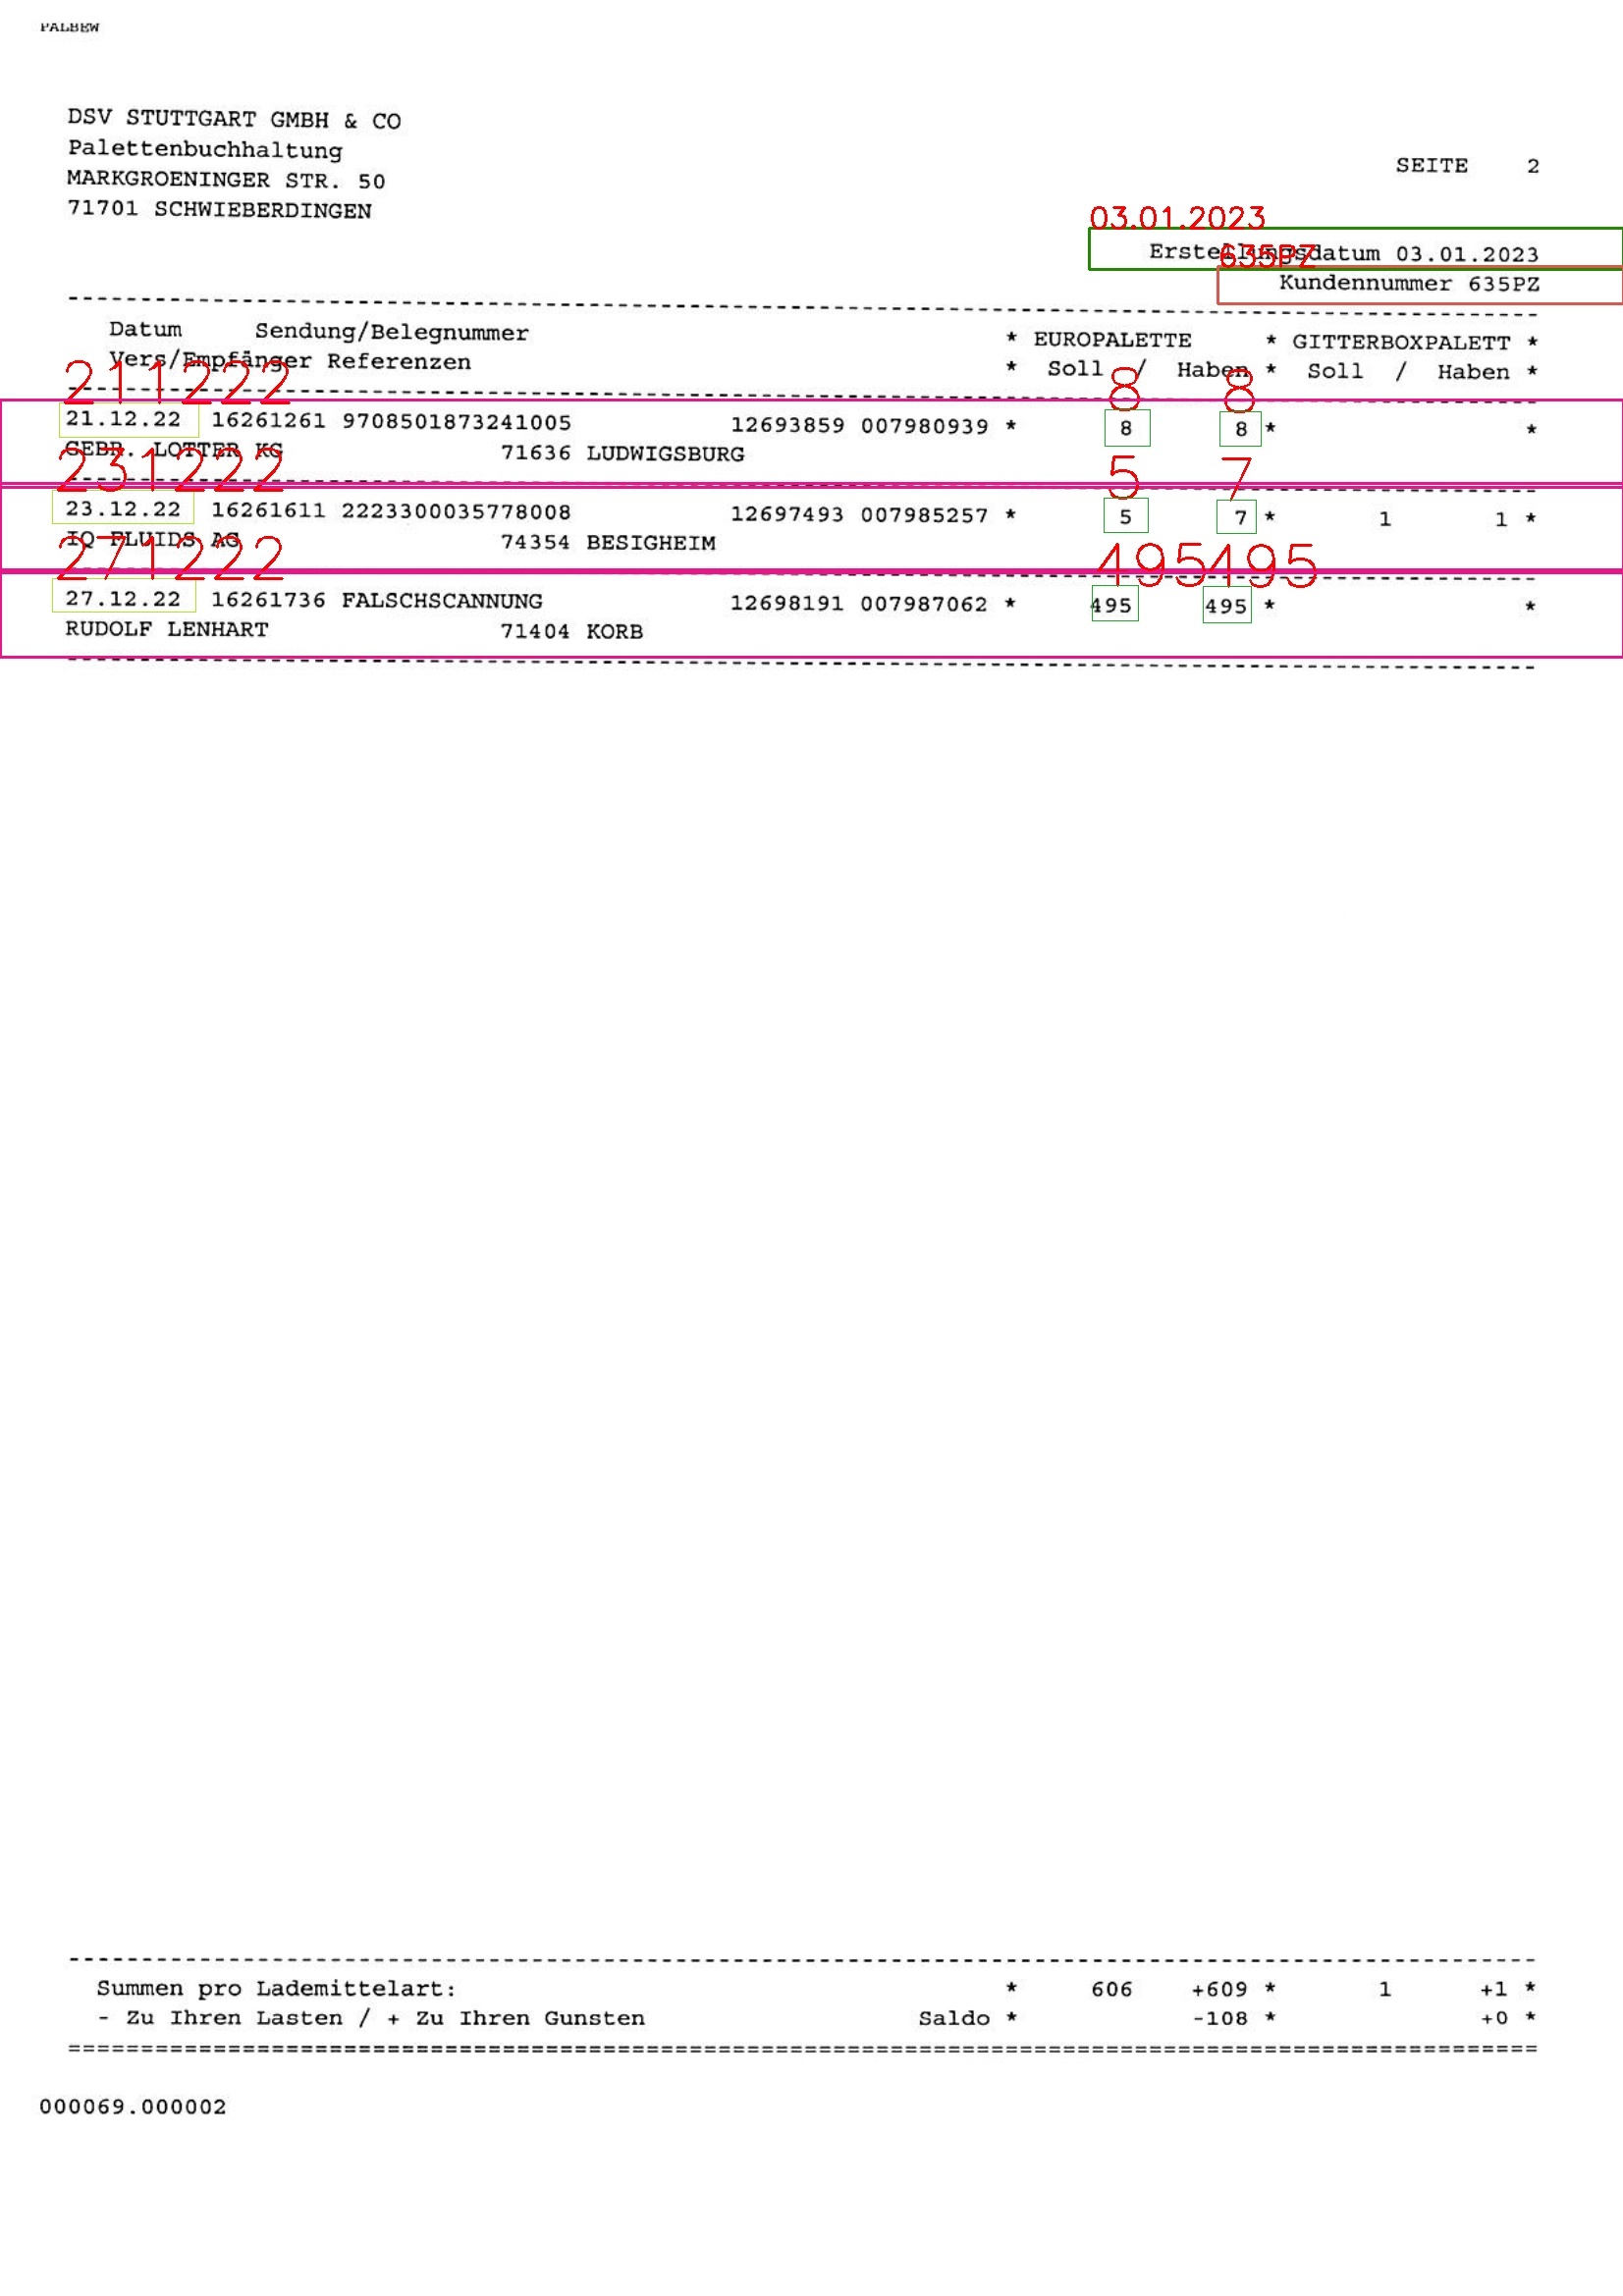 PALBEW
DSV STUTTGART GMBH & CO
Palettenbuchhaltung
MARKGROENINGER STR. 50
71701 SCHWIEBERDINGEN
SEITE 2
03.01.2023
Erstellungsdatum 03.01.2023
635PZ
Kundennummer 635PZ
Datum Sendung/Belegnummer * EUROPALETTE * GITTERBOXPALETT *
Vers/Empfänger Referenzen * Soll / Haben * Soll / Haben *
211222 8 8
21.12.22 16261261 9708501873241005 12693859 007980939 * 8 8 * *
GEBR. LOTTER KG 71636 LUDWIGSBURG
231222 5 7
23.12.22 16261611 2223300035778008 12697493 007985257 * 5 7 * 1 1 *
IQ FLUIDS AG 74354 BESIGHEIM
271222 495 495
27.12.22 16261736 FALSCHSCANNUNG 12698191 007987062 * 495 495 * *
RUDOLF LENHART 71404 KORB
Summen pro Lademittelart: * 606 +609 * 1 +1 *
- Zu Ihren Lasten / + Zu Ihren Gunsten Saldo * -108 * +0 *
000069.000002